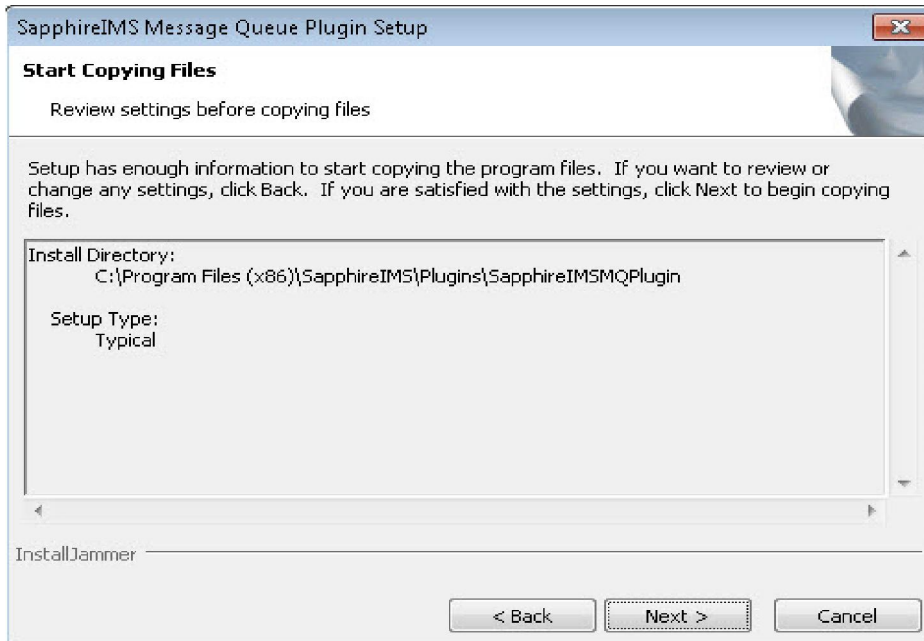 SapphireIMS Message Queue Plugin Setup
Start Copying Files
Review settings before copying files
Setup has enough information to start copying the program files. If you want to review or
change any settings, click Back. If you are satisfied with the settings, click Next to begin copying
files.
Install Directory:
C:\Program Files (x86)\SapphireIMS\Plugins\SapphireIMSMQPlugin
Setup Type:
Typical
InstallJammer
< Back
Next >
Cancel